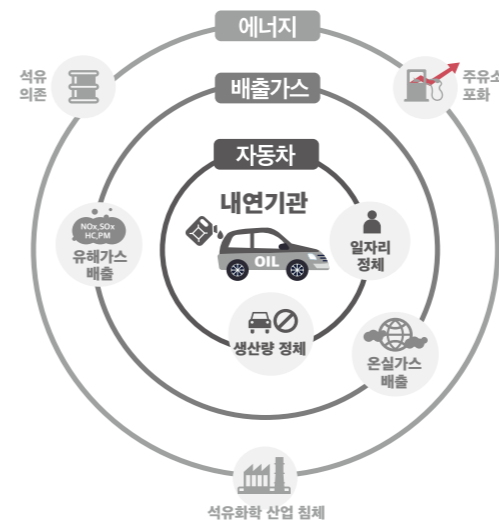 에너지
석유
의존
주유소
포화
배출가스
자동차
내연기관
OIL
NOx,SOx
HC,PM
유해가스
배출
일자리
정체
생산량 정체
온실가스
배출
석유화학 산업 침체